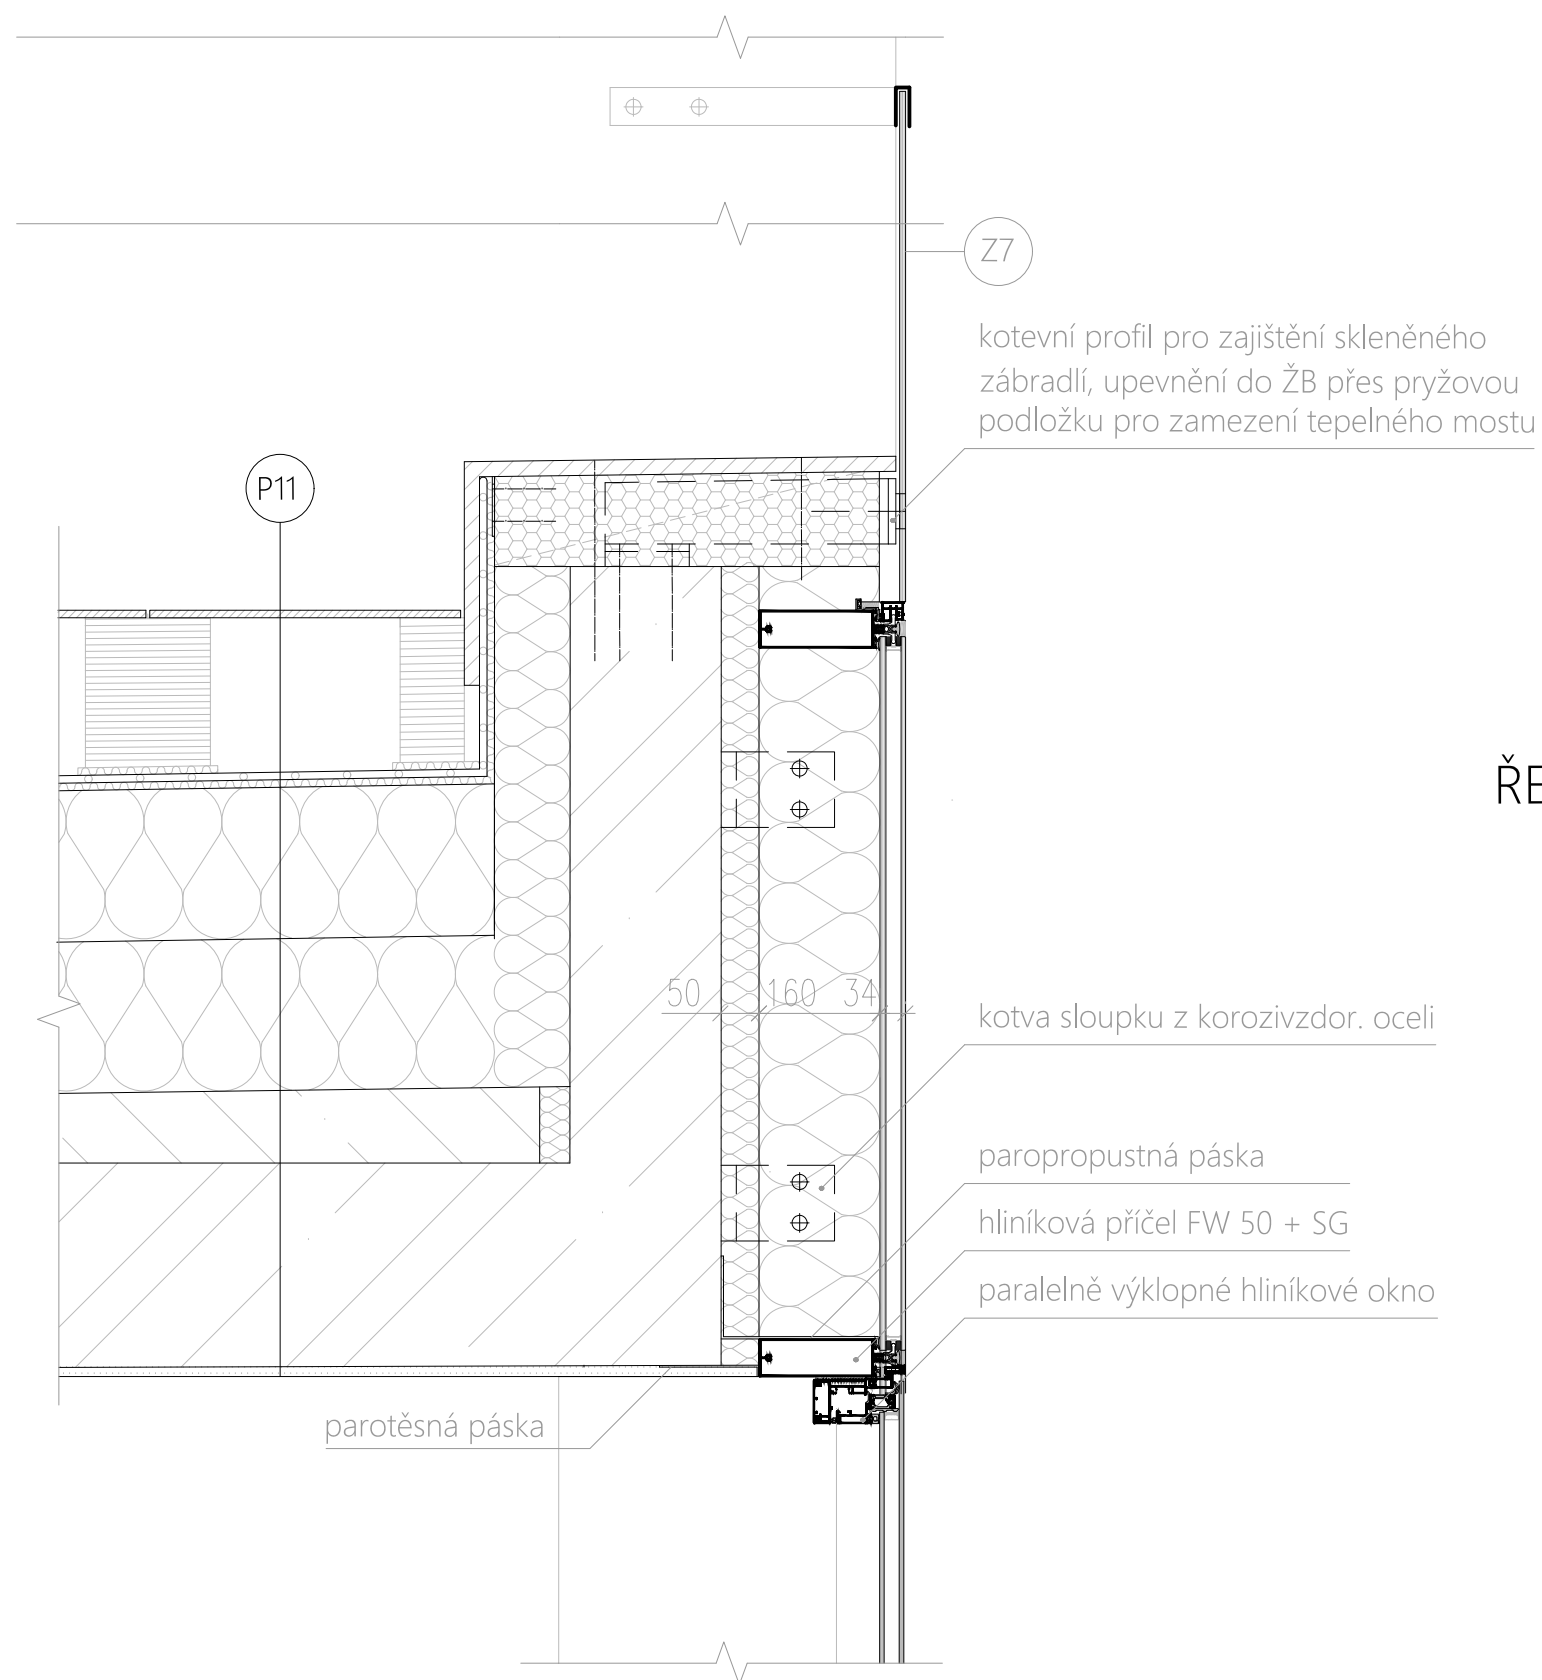 Z7
kotevní profil pro zajištění skleněného
zábradlí, upevnění do ŽB přes pryžovou
podložku pro zamezení tepelného mostu
P11
ŘE
50 160 34
kotva sloupku z korozivzdor. oceli
paropropustná páska
hliníková příčel FW 50 + SG
paralelně výklopné hliníkové okno
parotěsná páska